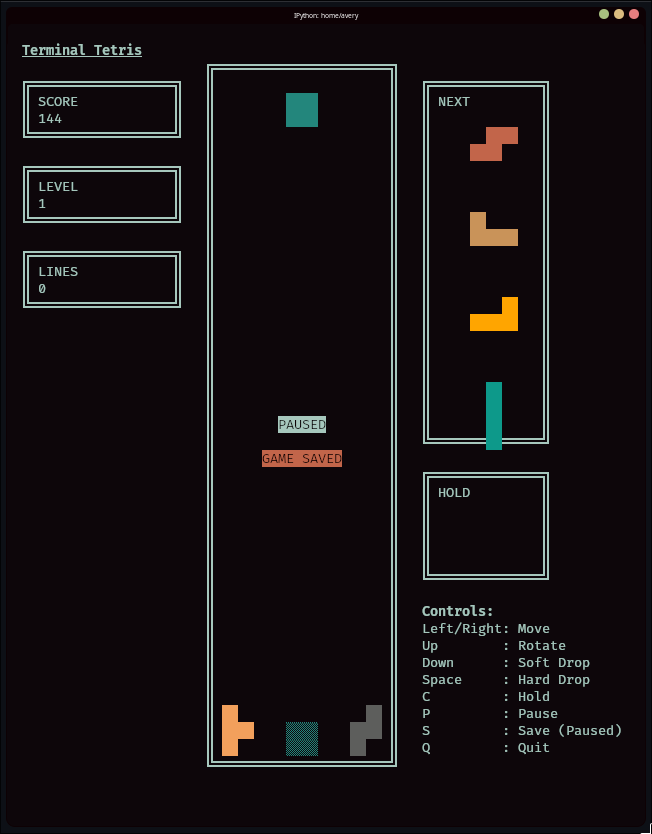 IPython: home/avery
Terminal Tetris
SCORE
144
LEVEL
1
LINES
0
PAUSED
GAME SAVED
NEXT
HOLD
Controls:
Left/Right: Move
Up : Rotate
Down : Soft Drop
Space : Hard Drop
C : Hold
P : Pause
S : Save (Paused)
Q : Quit